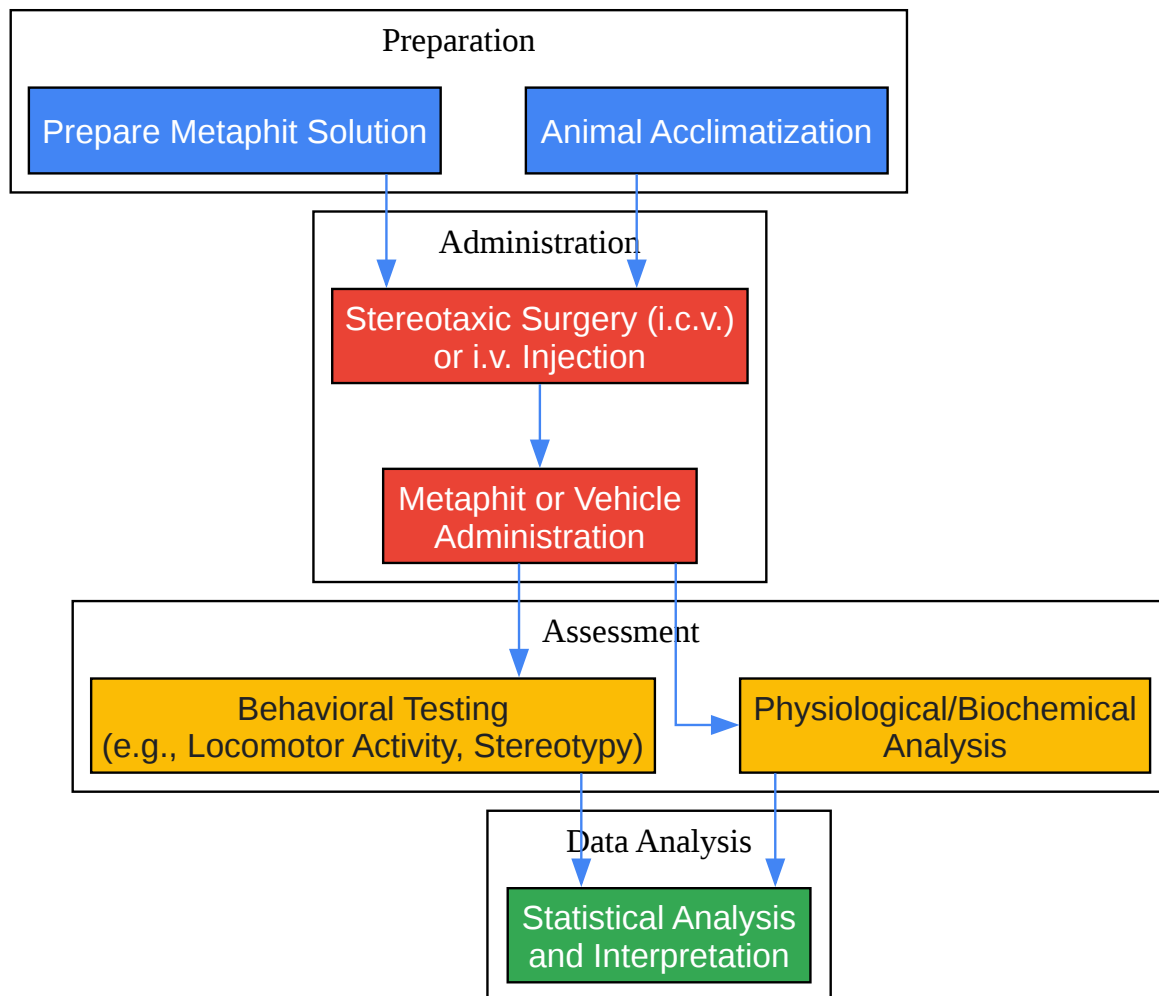 Preparation
Prepare Metaphit Solution
Animal Acclimatization
Administration
Stereotaxic Surgery (i.c.v.)
or i.v. Injection
Metaphit or Vehicle
Administration
Assessment
Behavioral Testing
(e.g., Locomotor Activity, Stereotypy)
Physiological/Biochemical
Analysis
Data Analysis
Statistical Analysis
and Interpretation